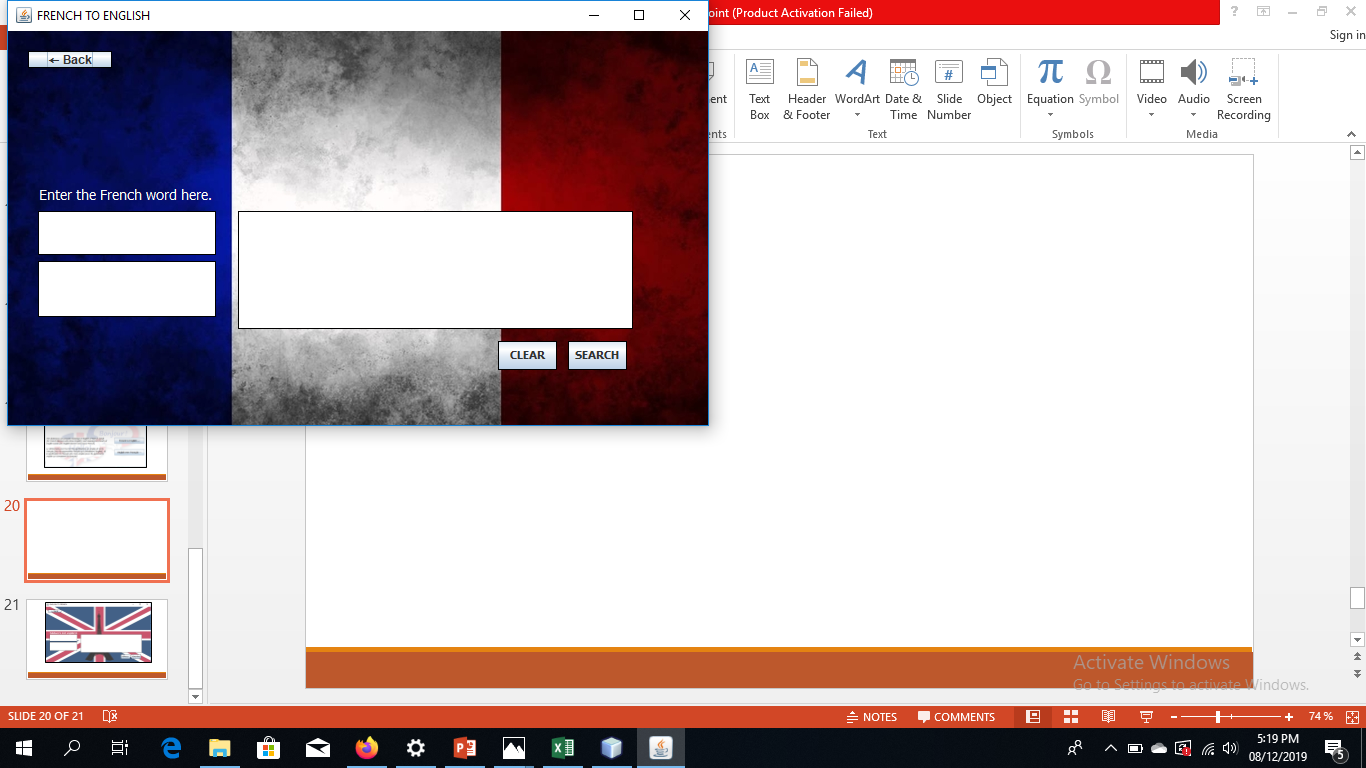 FRENCH TO ENGLISH
← Back
Enter the French word here.
CLEAR
SEARCH
oint (Product Activation Failed)
?
Sign in
ent
Text
Box
Header
& Footer
WordArt
Date &
Time
#
Slide
Number
Object
π
Equation
Ω
Symbol
Video
Audio
Screen
Recording
nts
Text
Symbols
Media
20
21
Activate Windows
Go to Settings to activate Windows.
SLIDE 20 OF 21
NOTES
COMMENTS
74 %
5:19 PM
08/12/2019
5